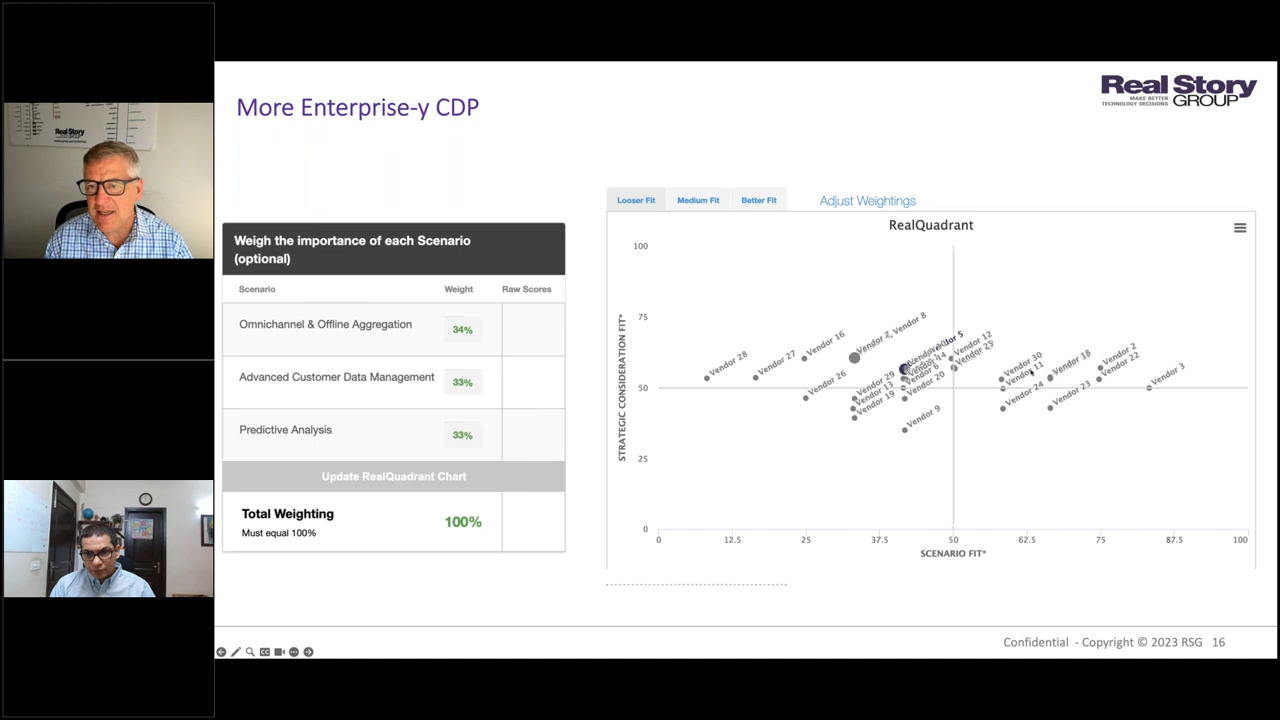 More Enterprise-y CDP
Real Story
MAKE BETTER
TECHNOLOGY DECISIONS
GROUP
Real Story
GROUP
Weigh the importance of each Scenario
(optional)
Scenario Weight Raw Scores
Omnichannel & Offline Aggregation 34%
Advanced Customer Data Management 33%
Predictive Analysis 33%
Update RealQuadrant Chart
Total Weighting 100%
Must equal 100%
Looser Fit Medium Fit Better Fit Adjust Weightings
RealQuadrant
STRATEGIC CONSIDERATION FIT*
100
75
50
25
0
Vendor 28
Vendor 27
Vendor 16
Vendor 26
Vendor 8
Vendor 29
Vendor 13
Vendor 19
Vendor 6
Vendor 20
Vendor 9
Vendor 12
Vendor 30
Vendor 11
Vendor 24
Vendor 18
Vendor 23
Vendor 2
Vendor 22
Vendor 3
0 12.5 25 37.5 50 62.5 75 87.5 100
SCENARIO FIT*
Confidential - Copyright © 2023 RSG 16